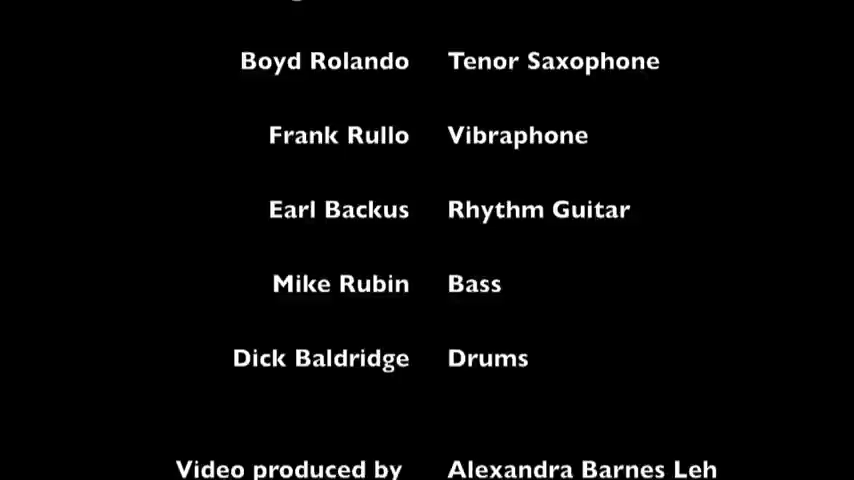 Boyd Rolando Tenor Saxophone
Frank Rullo Vibraphone
Earl Backus Rhythm Guitar
Mike Rubin Bass
Dick Baldridge Drums
Video produced by Alexandra Barnes Leh